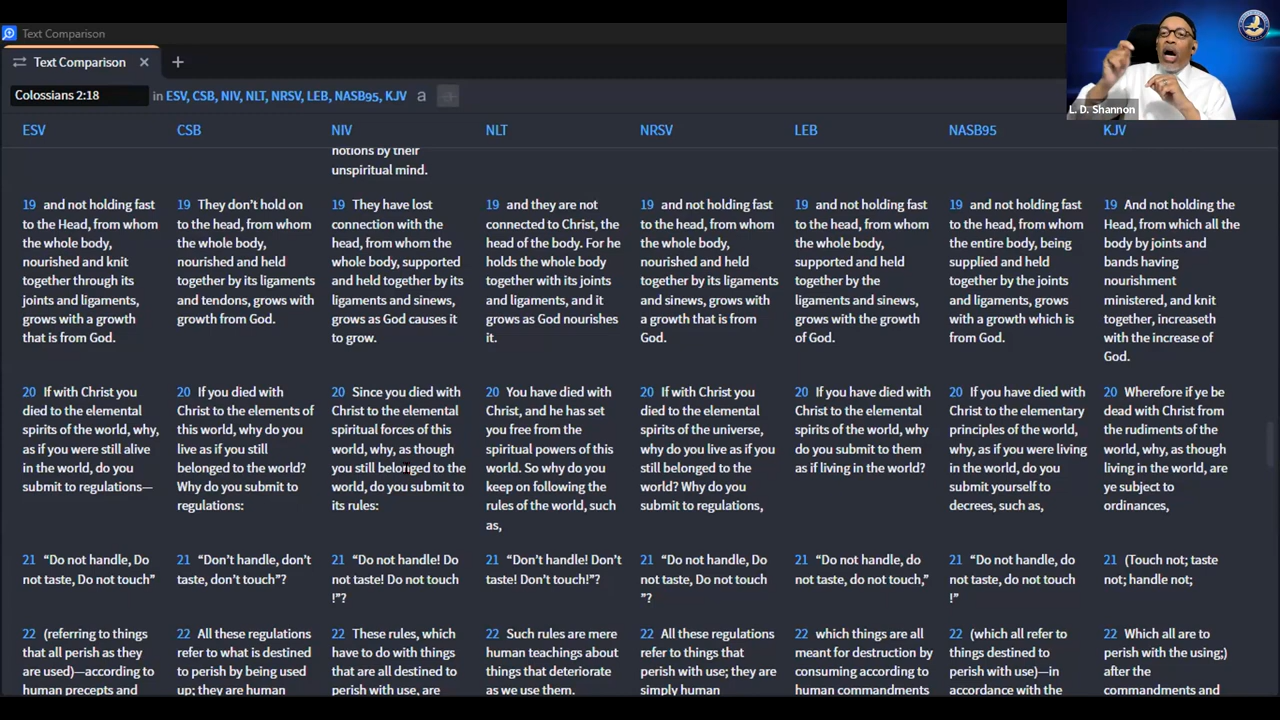 Text Comparison
Text Comparison
Colossians 2:18
in ESV, CSB, NIV, NLT, NRSV, LEB, NASB95, KJV
a
L. D. Shannon
ESV
CSB
NIV
NLT
NRSV
LEB
NASB95
KJV
notions by their
unspiritual mind.
19 and not holding fast
to the Head, from whom
the whole body,
nourished and knit
together through its
joints and ligaments,
grows with a growth
that is from God.
19 They don’t hold on
to the head, from whom
the whole body,
nourished and held
together by its ligaments
and tendons, grows with
growth from God.
19 They have lost
connection with the
head, from whom the
whole body, supported
and held together by its
ligaments and sinews,
grows as God causes it
to grow.
19 and they are not
connected to Christ, the
head of the body. For he
holds the whole body
together with its joints
and ligaments, and it
grows as God nourishes
it.
19 and not holding fast
to the head, from whom
the whole body,
nourished and held
together by its ligaments
and sinews, grows with
a growth that is from
God.
19 and not holding fast
to the head, from whom
the whole body,
supported and held
together by the
ligaments and sinews,
grows with the growth
of God.
19 and not holding fast
to the head, from whom
the entire body, being
supplied and held
together by the joints
and ligaments, grows
with a growth which is
from God.
19 And not holding the
Head, from which all the
body by joints and
bands having
nourishment
ministered, and knit
together, increaseth
with the increase of
God.
20 If with Christ you
died to the elemental
spirits of the world, why,
as if you were still alive
in the world, do you
submit to regulations—
20 If you died with
Christ to the elements of
this world, why do you
live as if you still
belonged to the world?
Why do you submit to
regulations:
20 Since you died with
Christ to the elemental
spiritual forces of this
world, why, as though
you still belonged to the
world, do you submit to
its rules:
20 You have died with
Christ, and he has set
you free from the
spiritual powers of this
world. So why do you
keep on following the
rules of the world, such
as,
20 If with Christ you
died to the elemental
spirits of the universe,
why do you live as if you
still belonged to the
world? Why do you
submit to regulations,
20 If you have died with
Christ to the elemental
spirits of the world, why
do you submit to them
as if living in the world?
20 If you have died with
Christ to the elementary
principles of the world,
why, as if you were living
in the world, do you
submit yourself to
decrees, such as,
20 Wherefore if ye be
dead with Christ from
the rudiments of the
world, why, as though
living in the world, are
ye subject to
ordinances,
21 “Do not handle, Do
not taste, Do not touch”
21 “Don’t handle, don’t
taste, don’t touch”?
21 “Do not handle! Do
not taste! Do not touch
!”?
21 “Don’t handle! Don’t
taste! Don’t touch!”?
21 “Do not handle, Do
not taste, Do not touch
”?
21 “Do not handle, do
not taste, do not touch,”
21 “Do not handle, do
not taste, do not touch
!”
21 (Touch not; taste
not; handle not;
22 (referring to things
that all perish as they
are used)—according to
human precepts and
22 All these regulations
refer to what is destined
to perish by being used
up; they are human
22 These rules, which
have to do with things
that are all destined to
perish with use, are
22 Such rules are mere
human teachings about
things that deteriorate
as we use them.
22 All these regulations
refer to things that
perish with use; they are
simply human
22 which things are all
meant for destruction by
consuming according to
human commandments
22 (which all refer to
things destined to
perish with use)—in
accordance with the
22 Which all are to
perish with the using;)
after the
commandments and